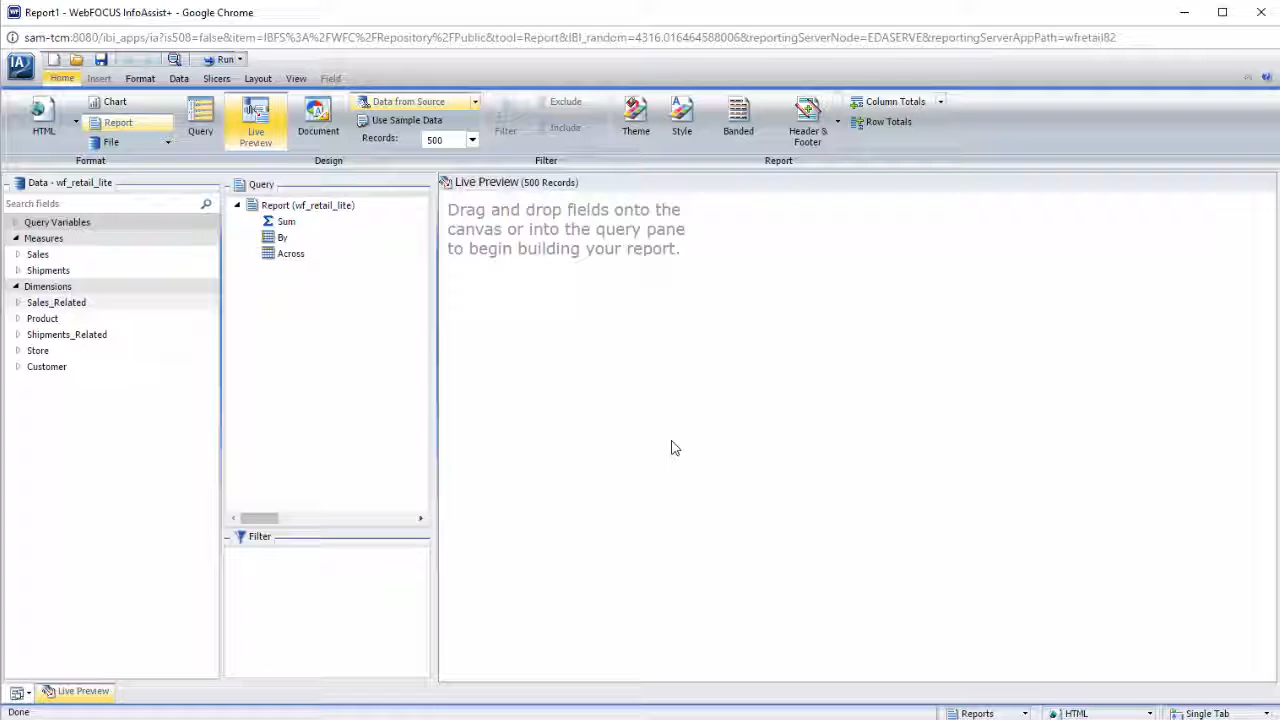 Report1 - WebFOCUS InfoAssist+ - Google Chrome
sam-tcm:8080/ibi_apps/ia?is508=false&item=IBFS%3A%2FWFC%2FRepository%2FPublic&tool=Report&IBI_random=4316.016464588006&reportingServerNode=EDASERVE&reportingServerAppPath=wfretail82
IA
Run
Home Insert Format Data Slicers Layout View Field
HTML
Chart
Report
File
Format
Query
Live Preview
Document
Data from Source
Use Sample Data
Records: 500
Design
Filter
Exclude
Include
Filter
Theme
Style
Banded
Header & Footer
Column Totals
Row Totals
Report
Data - wf_retail_lite
Search fields
Query Variables
Measures
Sales
Shipments
Dimensions
Sales_Related
Product
Shipments_Related
Store
Customer
Query
Report (wf_retail_lite)
Sum
By
Across
Filter
Live Preview (500 Records)
Drag and drop fields onto the
canvas or into the query pane
to begin building your report.
Live Preview
Done
Reports
HTML
Single Tab